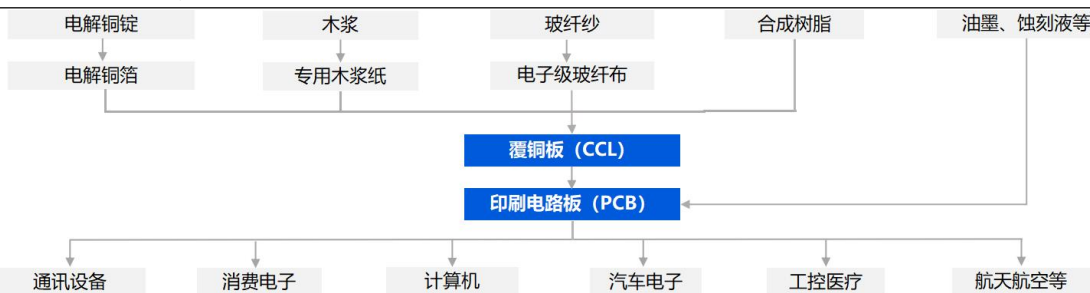 电解铜锭
木浆
玻纤纱
合成树脂
油墨、蚀刻液等
电解铜箔
专用木浆纸
电子级玻纤布
覆铜板（CCL）
印刷电路板（PCB）
通讯设备
消费电子
计算机
汽车电子
工控医疗
航天航空等